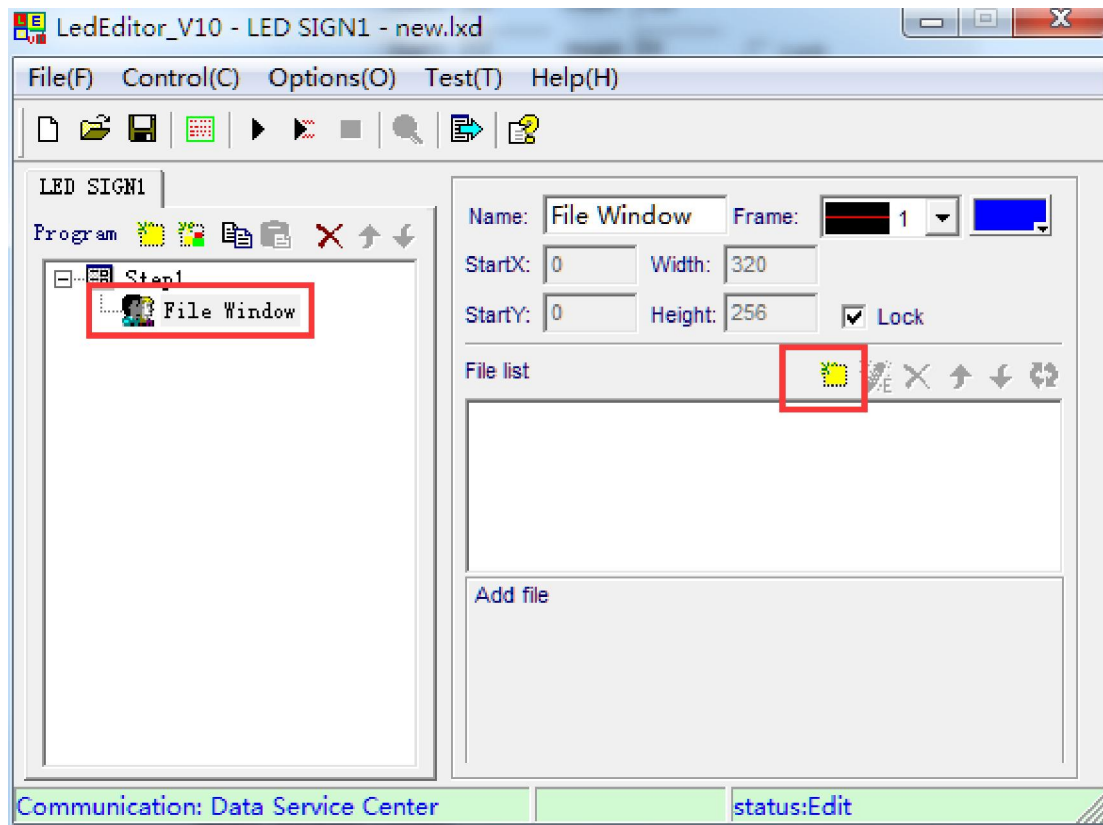 LedEditor_V10 - LED SIGN1 - new.lxd
File(F) Control(C) Options(O) Test(T) Help(H)
LED SIGN1
Program
Step1
File Window
Name: File Window Frame: 1
StartX: 0 Width: 320
StartY: 0 Height: 256 Lock
File list
Add file
Communication: Data Service Center status:Edit